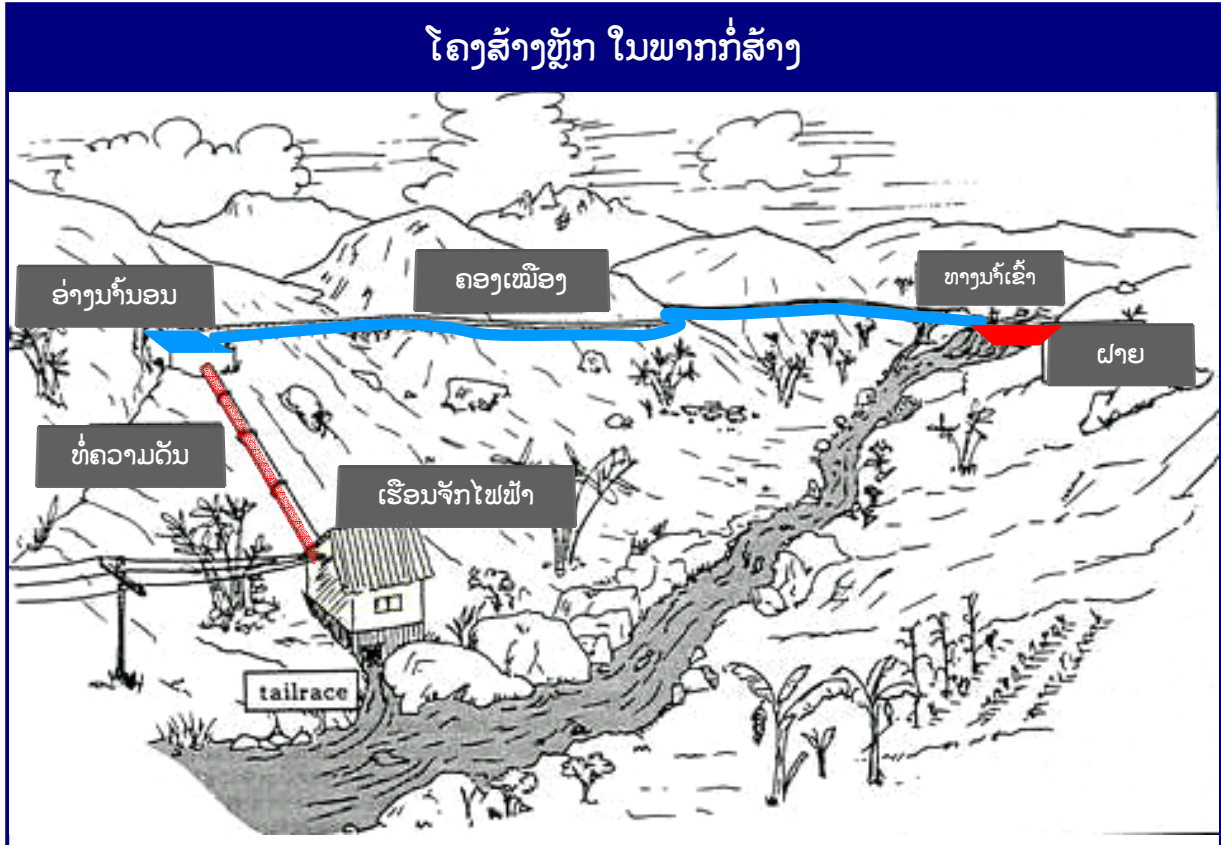 ໂຄງສ້າງຫຼັກ ໃນພາກກໍ່ສ້າງ
ອ່າງນ້ຳນອນ
ຄອງເໝືອງ
ທາງນ້ຳເຂົ້າ
ຝາຍ
ທໍ່ຄວາມດັນ
ເຮືອນຈັກໄຟຟ້າ
tailrace